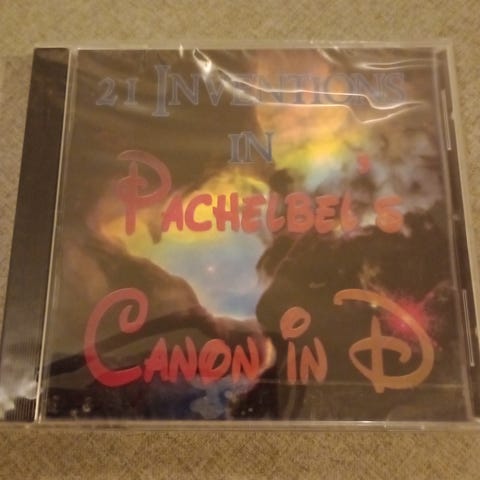 21 Inventions
in
Pachelbel's
Canon in D